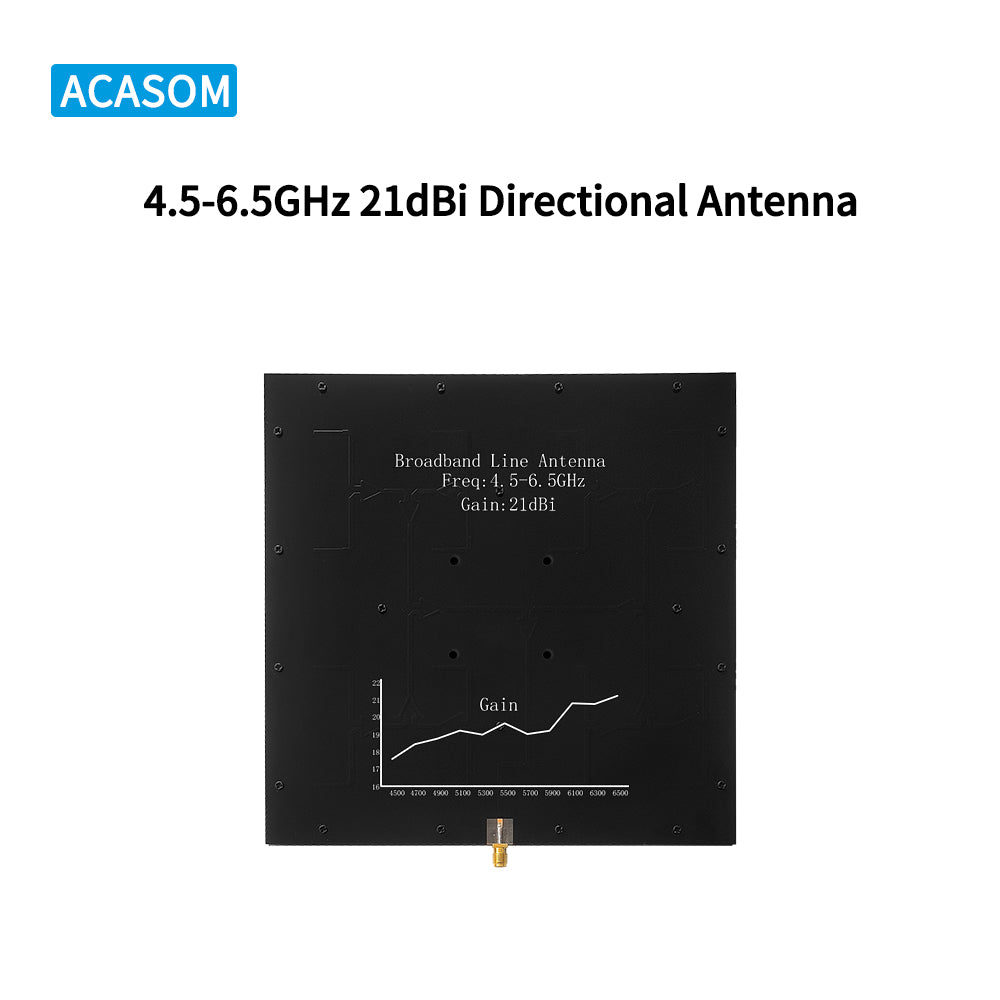 ACASOM
4.5-6.5GHz 21dBi Directional Antenna
Broadband Line Antenna
Freq:4.5-6.5GHz
Gain:21dBi
Gain
22
21
20
19
18
17
16
4500 4700 4900 5100 5300 5500 5700 5900 6100 6300 6500